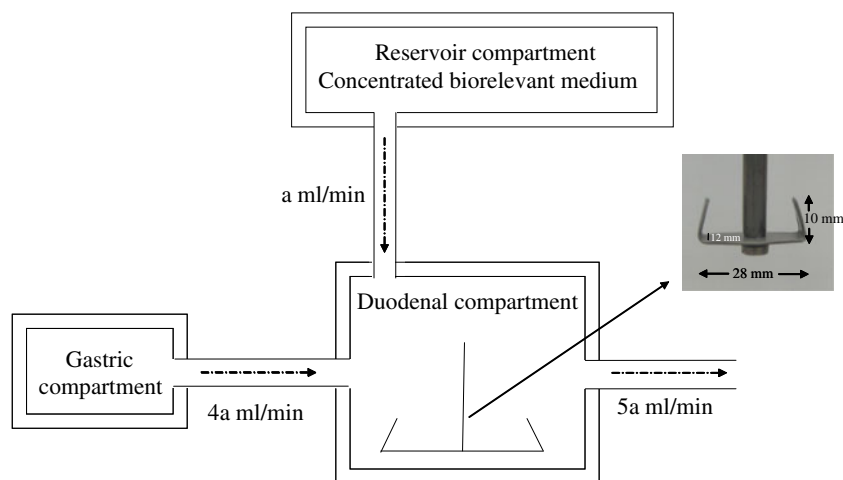 Reservoir compartment
Concentrated biorelevant medium
a ml/min
10 mm
12 mm
28 mm
Duodenal compartment
Gastric
compartment
4a ml/min
5a ml/min